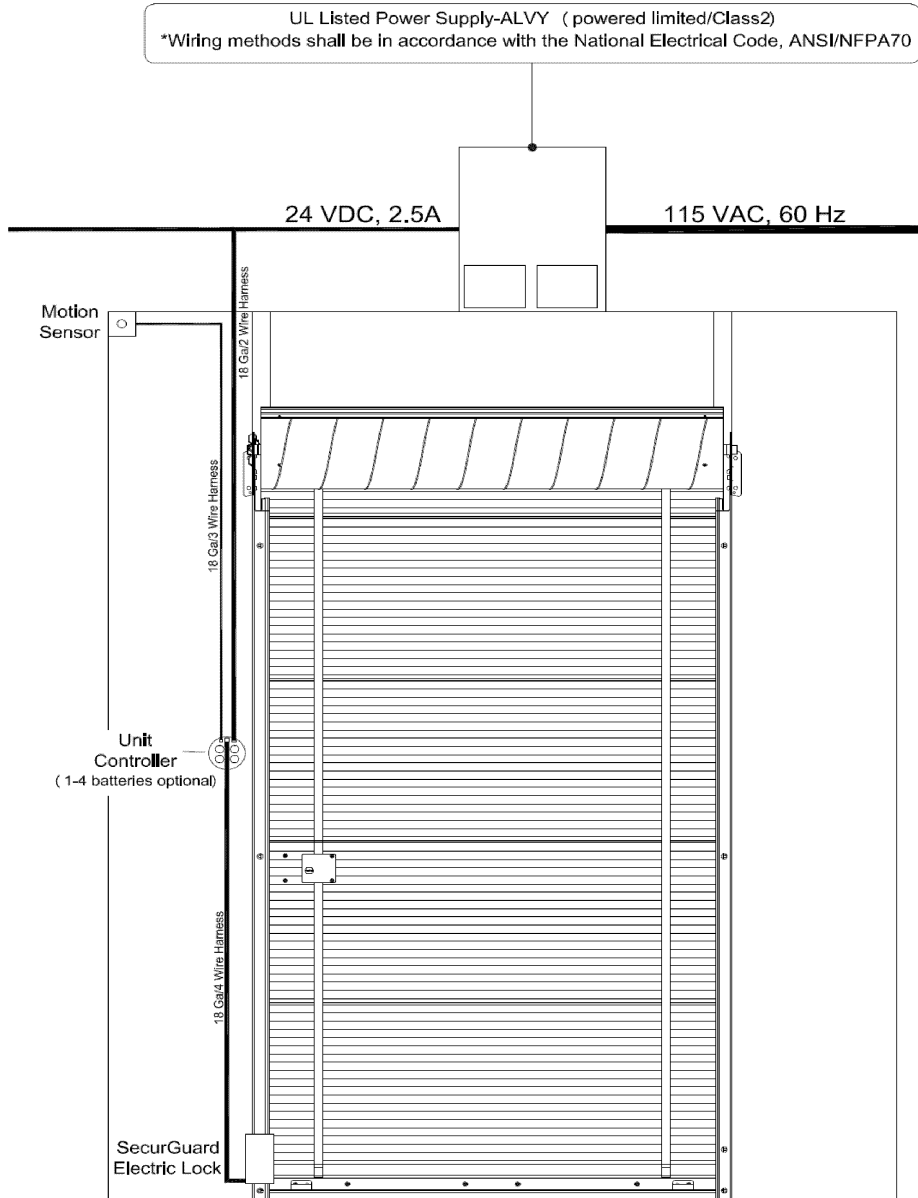 UL Listed Power Supply-ALVY ( powered limited/Class2)
*Wiring methods shall be in accordance with the National Electrical Code, ANSI/NFPA70
24 VDC, 2.5A
115 VAC, 60 Hz
18 Ga/2 Wire Harness
Motion
Sensor
18 Ga/3 Wire Harness
Unit
Controller
( 1-4 batteries optional)
18 Ga/4 Wire Harness
SecurGuard
Electric Lock